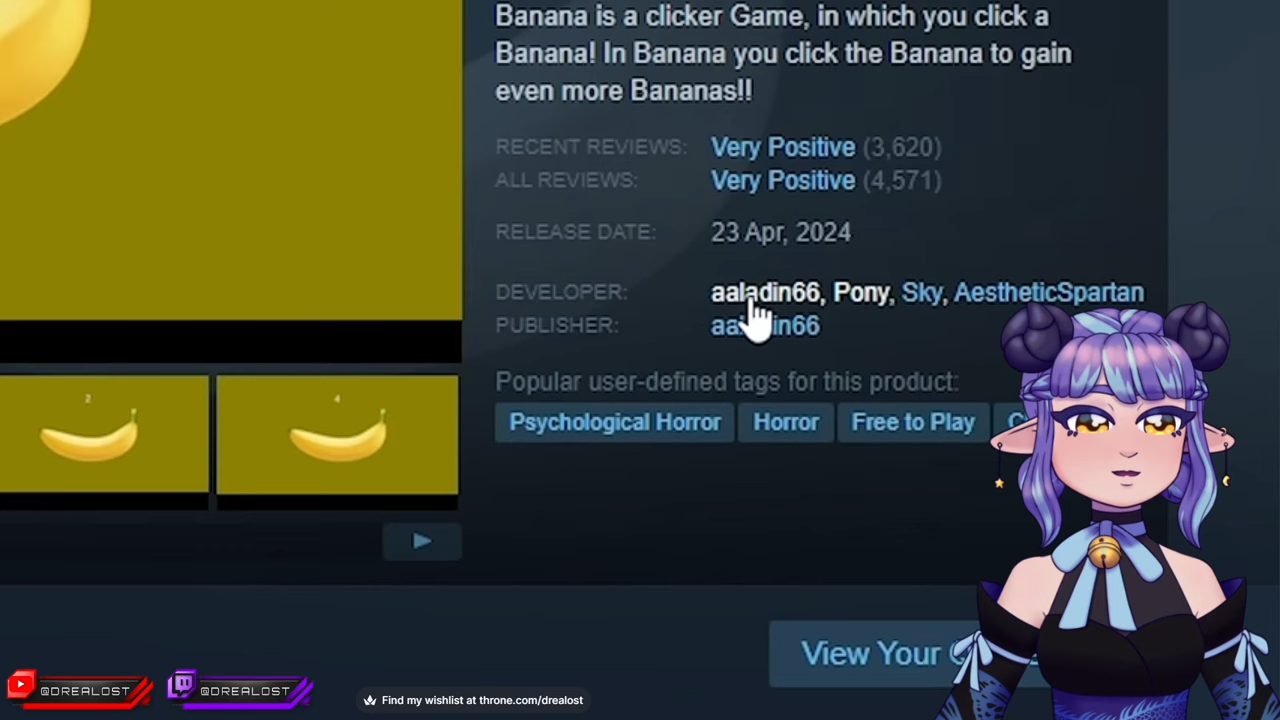 Banana is a clicker Game, in which you click a
Banana! In Banana you click the Banana to gain
even more Bananas!!
RECENT REVIEWS: Very Positive (3,620)
ALL REVIEWS: Very Positive (4,571)
RELEASE DATE: 23 Apr, 2024
DEVELOPER: aaladin66, Pony, Sky, AestheticSpartan
PUBLISHER: aaladin66
Popular user-defined tags for this product:
Psychological Horror Horror Free to Play
2 4
View Your
@DREALOST @DREALOST Find my wishlist at throne.com/drealost